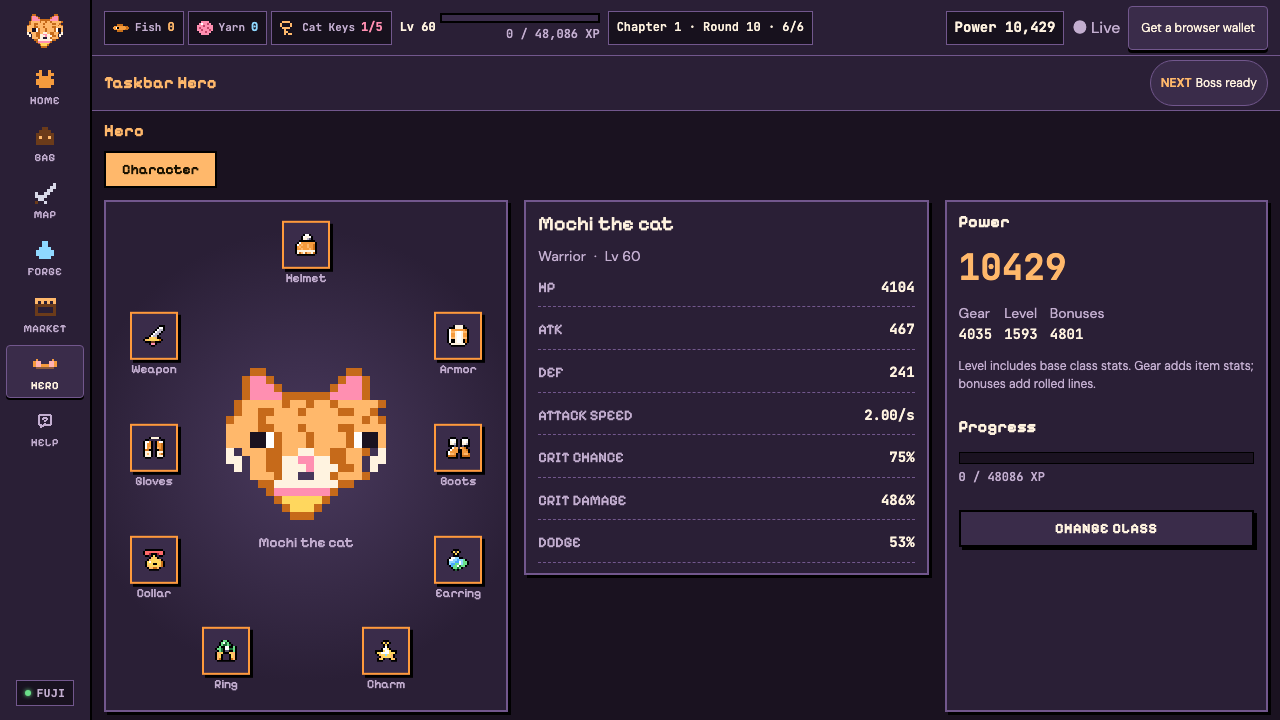 Fish 0
Yarn 0
Cat Keys 1/5
Lv 60
0 / 48,086 XP
Chapter 1 · Round 10 · 6/6
Power 10,429
Live
Get a browser wallet
HOME
BAG
MAP
FORGE
MARKET
HERO
HELP
FUJI
Taskbar Hero
NEXT Boss ready
Hero
Character
Helmet
Weapon
Armor
Gloves
Boots
Mochi the cat
Collar
Earring
Ring
Charm
Mochi the cat
Warrior · Lv 60
HP 4104
ATK 467
DEF 241
ATTACK SPEED 2.00/s
CRIT CHANCE 75%
CRIT DAMAGE 486%
DODGE 53%
Power
10429
Gear Level Bonuses
4035 1593 4801
Level includes base class stats. Gear adds item stats;
bonuses add rolled lines.
Progress
0 / 48086 XP
CHANGE CLASS